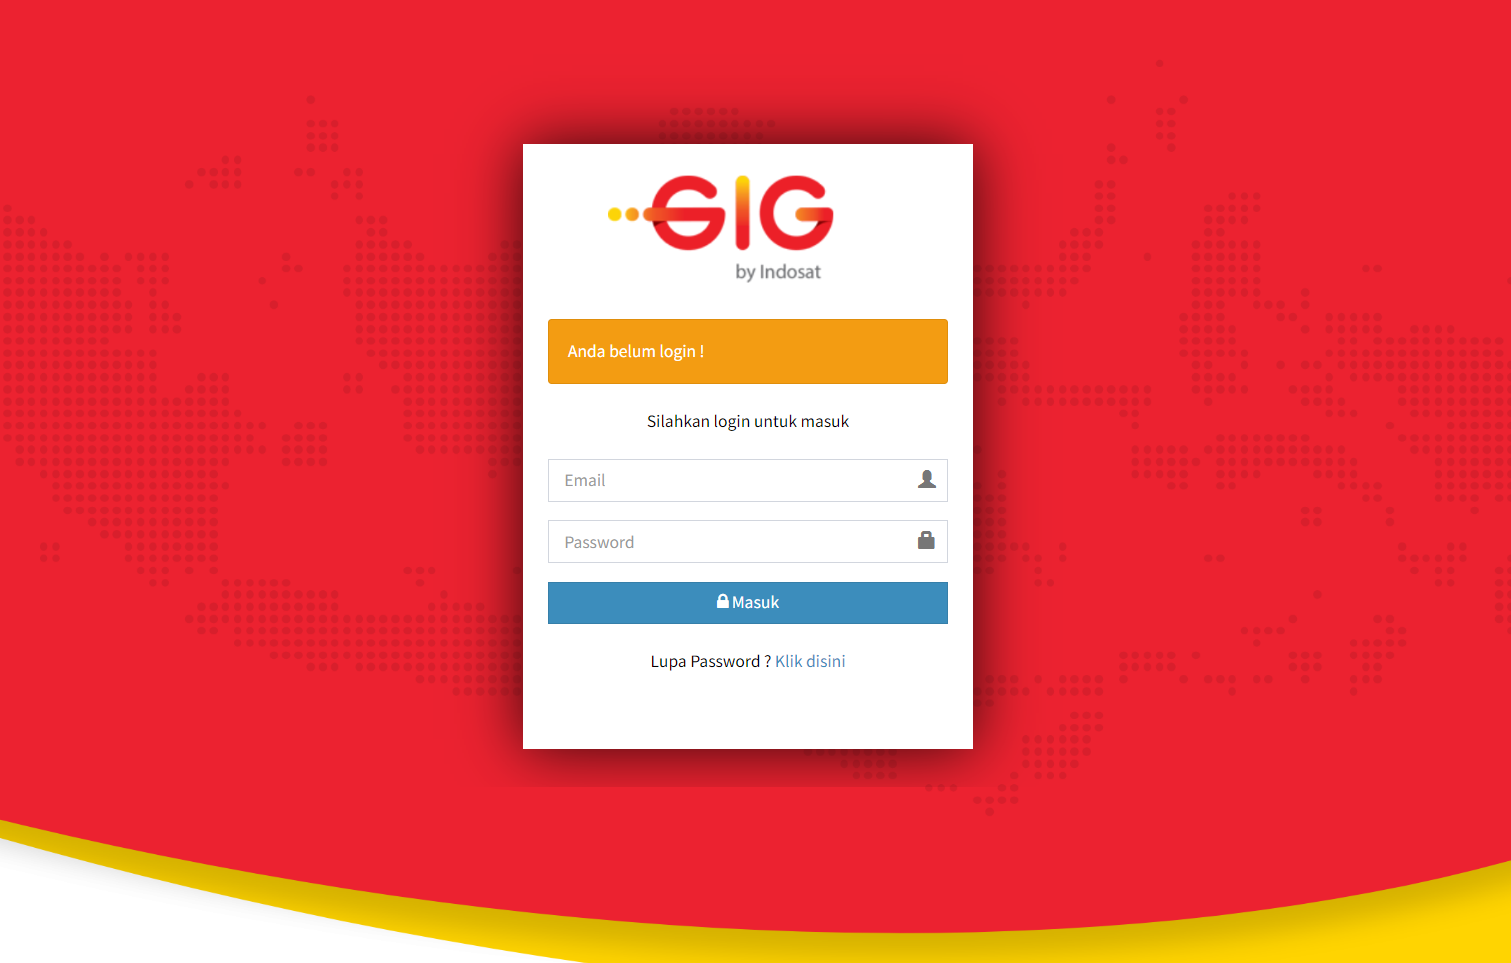 GIG
by Indosat
Anda belum login !
Silahkan login untuk masuk
Email
Password
Masuk
Lupa Password ? Klik disini